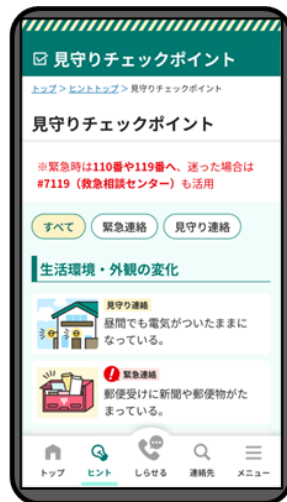 見守りチェックポイント
トップ > ヒントトップ > 見守りチェックポイント
見守りチェックポイント
※緊急時は110番や119番へ、迷った場合は
#7119（救急相談センター）も活用
すべて 緊急連絡 見守り連絡
生活環境・外観の変化
見守り連絡
昼間でも電気がついたままに
なっている。
緊急連絡
郵便受けに新聞や郵便物がた
まっている。
トップ ヒント しらせる 連絡先 メニュー